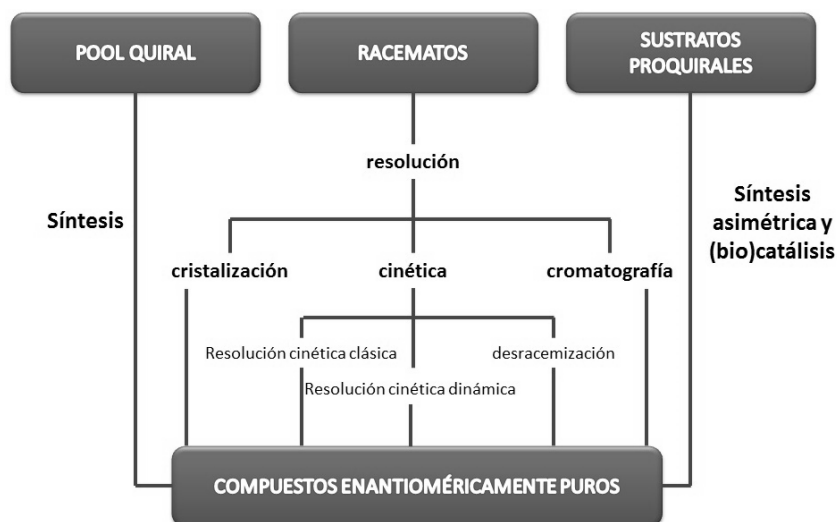 POOL QUIRAL
RACEMATOS
SUSTRATOS
PROQUIRALES
resolución
Síntesis
Síntesis
asimétrica y
(bio)catálisis
cristalización
cinética
cromatografía
Resolución cinética clásica
desracemización
Resolución cinética dinámica
COMPUESTOS ENANTIOMÉRICAMENTE PUROS